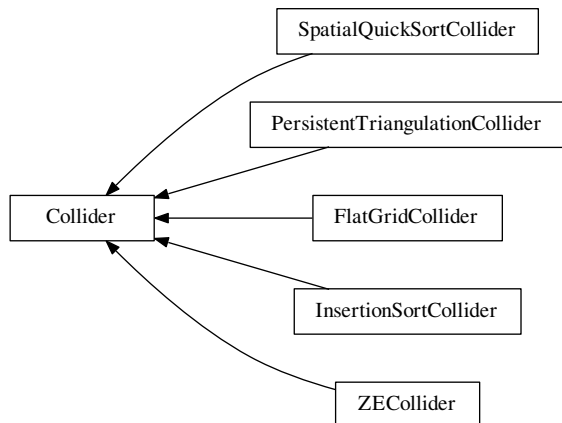 SpatialQuickSortCollider
PersistentTriangulationCollider
Collider
FlatGridCollider
InsertionSortCollider
ZECollider